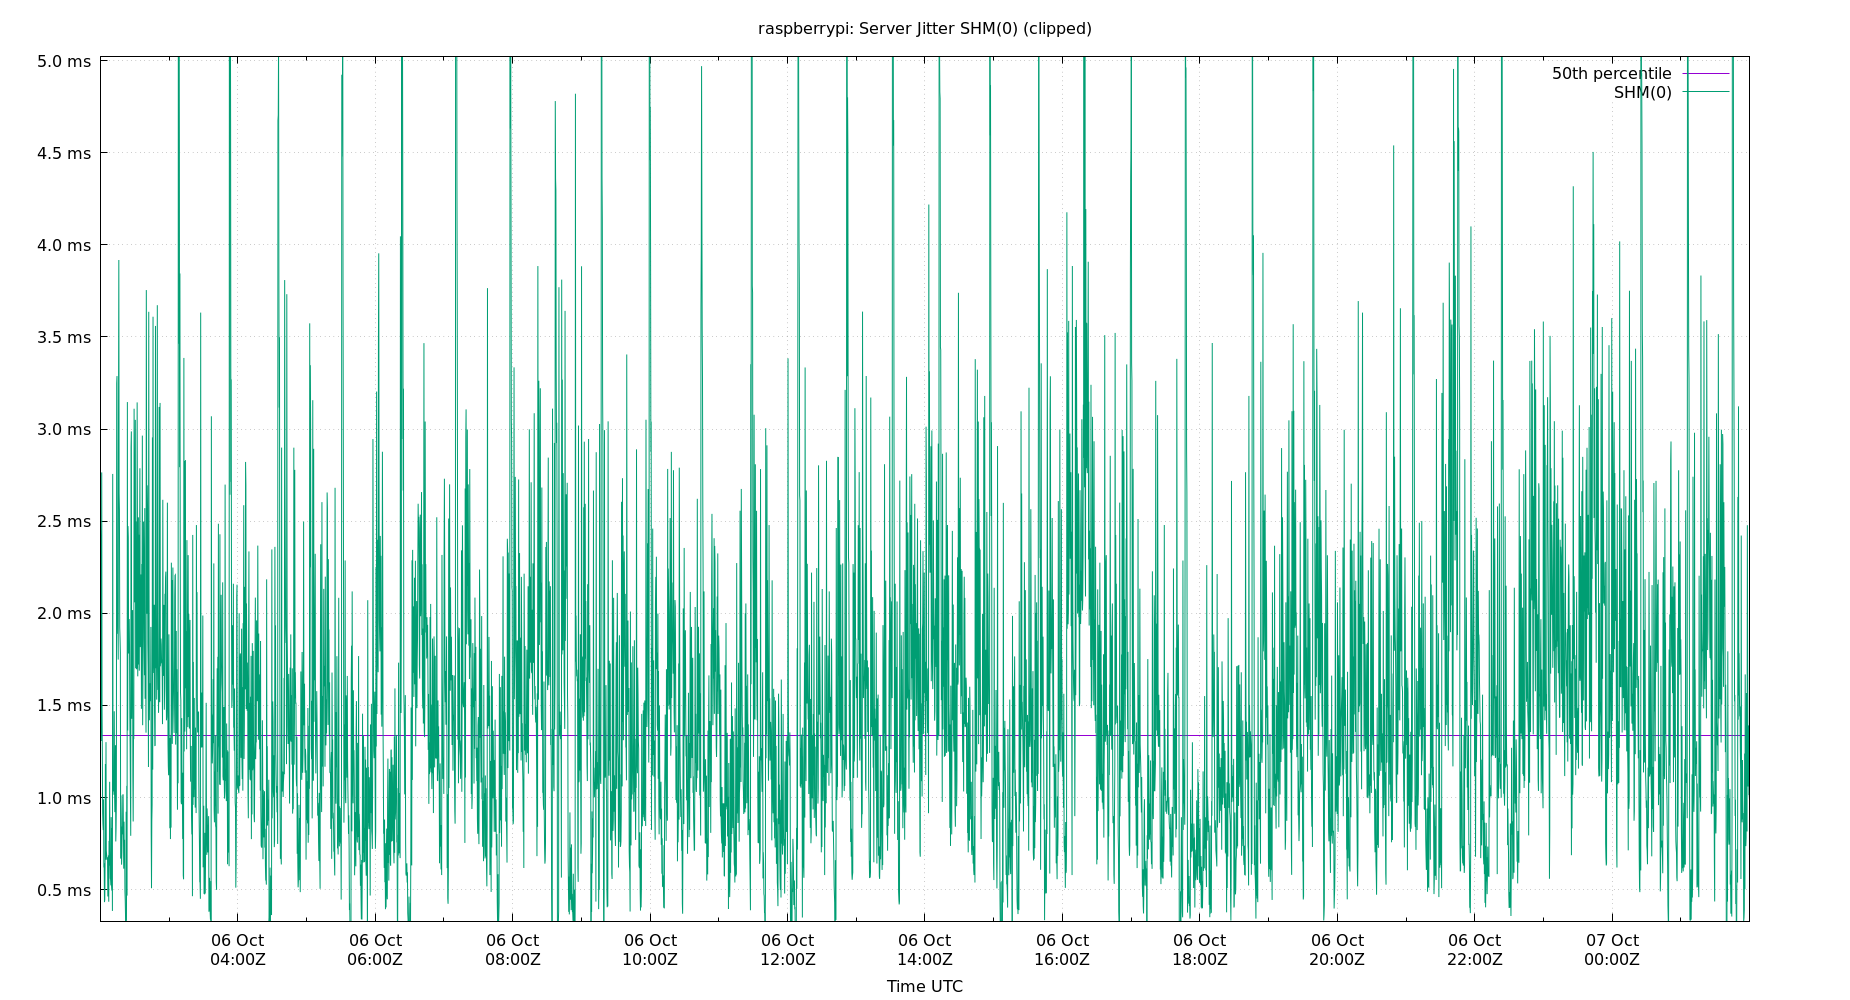 raspberrypi: Server Jitter SHM(0) (clipped)
5.0 ms
50th percentile
SHM(0)
4.5 ms
4.0 ms
3.5 ms
3.0 ms
2.5 ms
2.0 ms
1.5 ms
1.0 ms
0.5 ms
06 Oct 06 Oct 06 Oct 06 Oct 06 Oct 06 Oct 06 Oct 06 Oct 06 Oct 06 Oct 07 Oct
04:00Z 06:00Z 08:00Z 10:00Z 12:00Z 14:00Z 16:00Z 18:00Z 20:00Z 22:00Z 00:00Z
Time UTC